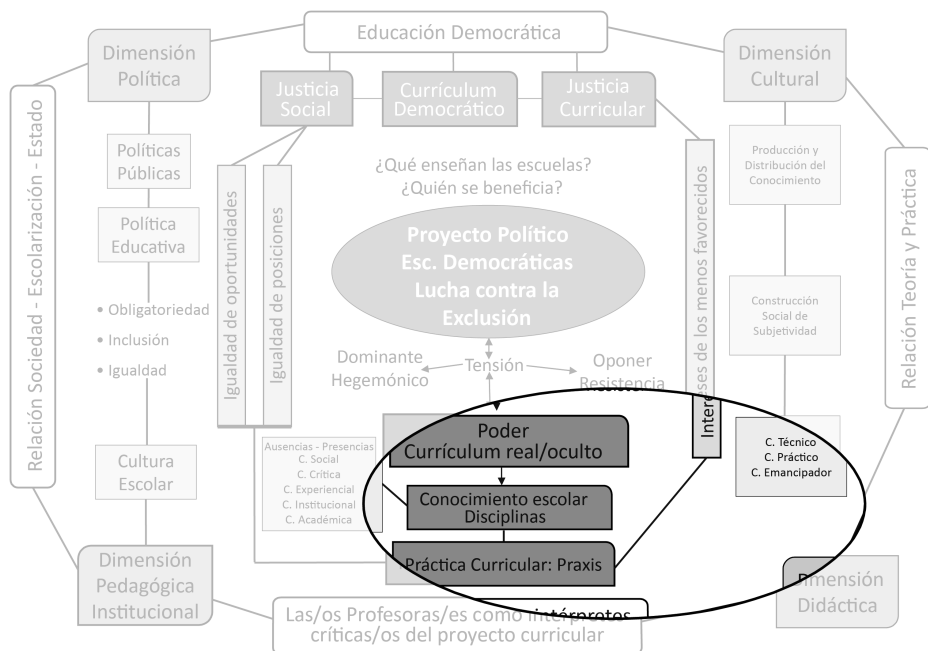 Educación Democrática
Dimensión
Política
Justicia
Social
Currículum
Democrático
Justicia
Curricular
Dimensión
Cultural
Relación Sociedad - Escolarización - Estado
Políticas
Públicas
Política
Educativa
• Obligatoriedad
• Inclusión
• Igualdad
Cultura
Escolar
Dimensión
Pedagógica
Institucional
Igualdad de oportunidades
Igualdad de posiciones
¿Qué enseñan las escuelas?
¿Quién se beneficia?
Proyecto Político
Esc. Democráticas
Lucha contra la
Exclusión
Dominante
Hegemónico
Tensión
Oponer
Resistencia
Ausencias - Presencias
C. Social
C. Crítica
C. Experiencial
C. Institucional
C. Académica
Poder
Currículum real/oculto
Conocimiento escolar
Disciplinas
Práctica Curricular: Praxis
Intereses de los menos favorecidos
Producción y
Distribución del
Conocimiento
Construcción
Social de
Subjetividad
C. Técnico
C. Práctico
C. Emancipador
Relación Teoría y Práctica
Dimensión
Didáctica
Las/os Profesoras/es como intérpretes
críticas/os del proyecto curricular